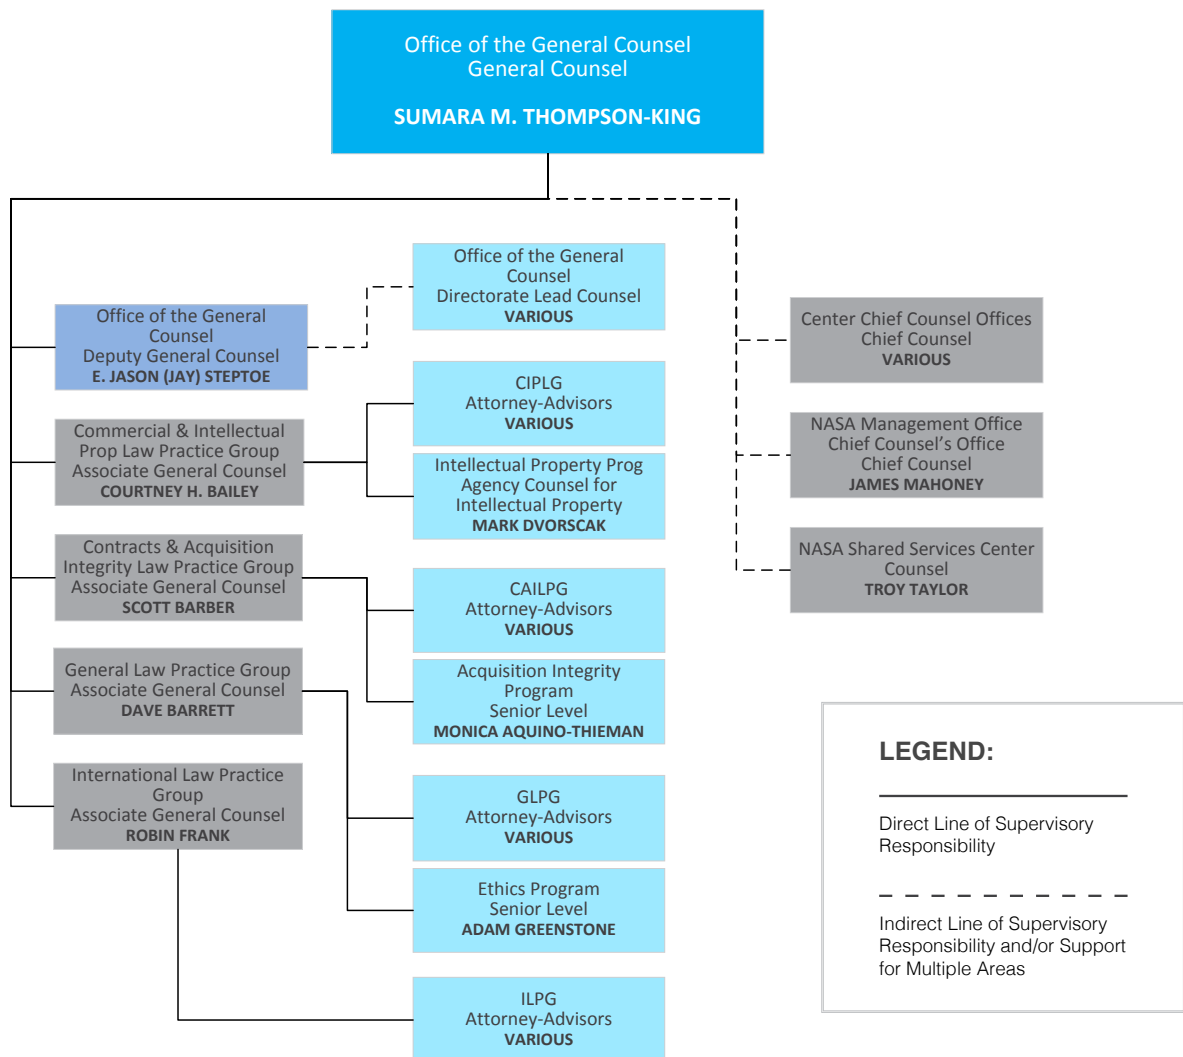 Office of the General Counsel
General Counsel
SUMARA M. THOMPSON-KING
Office of the General
Counsel
Deputy General Counsel
E. JASON (JAY) STEPTOE
Commercial & Intellectual
Prop Law Practice Group
Associate General Counsel
COURTNEY H. BAILEY
Contracts & Acquisition
Integrity Law Practice Group
Associate General Counsel
SCOTT BARBER
General Law Practice Group
Associate General Counsel
DAVE BARRETT
International Law Practice
Group
Associate General Counsel
ROBIN FRANK
Office of the General
Counsel
Directorate Lead Counsel
VARIOUS
CIPLG
Attorney-Advisors
VARIOUS
Intellectual Property Prog
Agency Counsel for
Intellectual Property
MARK DVORSCAK
CAILPG
Attorney-Advisors
VARIOUS
Acquisition Integrity
Program
Senior Level
MONICA AQUINO-THIEMAN
GLPG
Attorney-Advisors
VARIOUS
Ethics Program
Senior Level
ADAM GREENSTONE
ILPG
Attorney-Advisors
VARIOUS
Center Chief Counsel Offices
Chief Counsel
VARIOUS
NASA Management Office
Chief Counsel's Office
Chief Counsel
JAMES MAHONEY
NASA Shared Services Center
Counsel
TROY TAYLOR
LEGEND:
Direct Line of Supervisory
Responsibility
Indirect Line of Supervisory
Responsibility and/or Support
for Multiple Areas